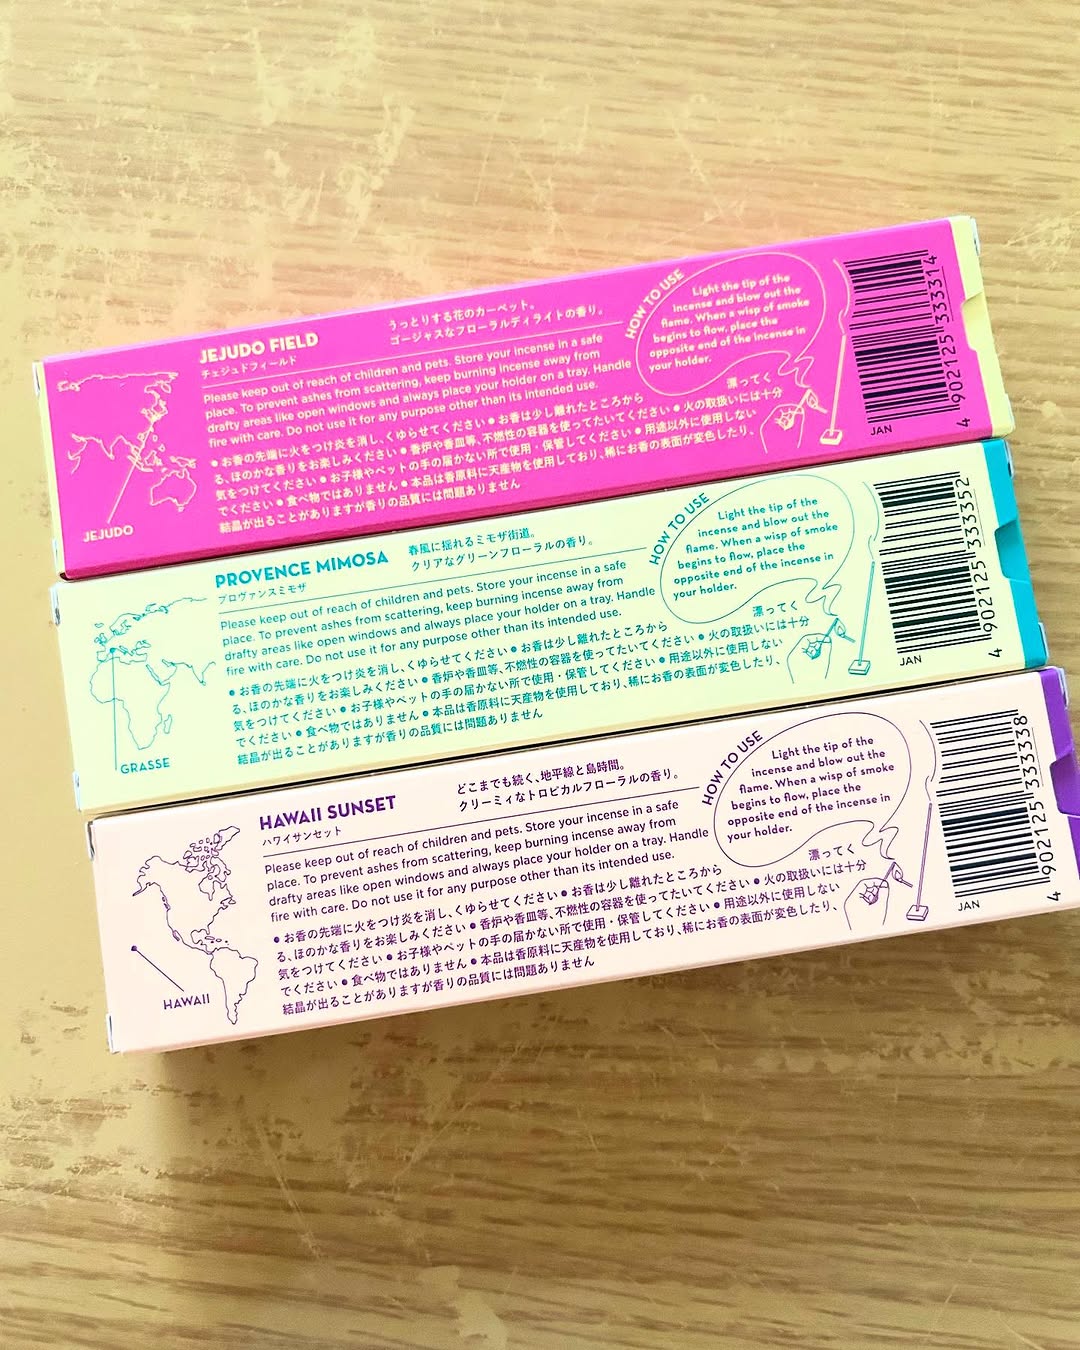 JEJUDO FIELD
チェジュドフィールド
うっとりする花のカーペット。
ゴージャスなフローラルディライトの香り。
Please keep out of reach of children and pets. Store your incense in a safe
place. To prevent ashes from scattering, keep burning incense away from
drafty areas like open windows and always place your holder on a tray. Handle
fire with care. Do not use it for any purpose other than its intended use.
● お香の先端に火をつけ炎を消し、くゆらせてください ● お香は少し離れたところから
漂ってく
る、ほのかな香りをお楽しみください ● 香炉や香皿等、不燃性の容器を使ってたいてください ● 火の取扱いには十分
気をつけてください ● お子様やペットの手の届かない所で使用・保管してください ● 用途以外に使用しない
でください ● 食べ物ではありません ● 本品は香原料に天産物を使用しており、稀にお香の表面が変色したり、
結晶が出ることがありますが香りの品質には問題ありません
HOW TO USE
Light the tip of the
incense and blow out the
flame. When a wisp of smoke
begins to flow, place the
opposite end of the incense in
your holder.
JEJUDO
JAN
4 902125 333314
PROVENCE MIMOSA
プロヴァンスミモザ
春風に揺れるミモザ街道。
クリアなグリーンフローラルの香り。
Please keep out of reach of children and pets. Store your incense in a safe
place. To prevent ashes from scattering, keep burning incense away from
drafty areas like open windows and always place your holder on a tray. Handle
fire with care. Do not use it for any purpose other than its intended use.
● お香の先端に火をつけ炎を消し、くゆらせてください ● お香は少し離れたところから
漂ってく
る、ほのかな香りをお楽しみください ● 香炉や香皿等、不燃性の容器を使ってたいてください ● 火の取扱いには十分
気をつけてください ● お子様やペットの手の届かない所で使用・保管してください ● 用途以外に使用しない
でください ● 食べ物ではありません ● 本品は香原料に天産物を使用しており、稀にお香の表面が変色したり、
結晶が出ることがありますが香りの品質には問題ありません
HOW TO USE
Light the tip of the
incense and blow out the
flame. When a wisp of smoke
begins to flow, place the
opposite end of the incense in
your holder.
GRASSE
JAN
4 902125 333352
HAWAII SUNSET
ハワイサンセット
どこまでも続く、地平線と島時間。
クリーミィなトロピカルフローラルの香り。
Please keep out of reach of children and pets. Store your incense in a safe
place. To prevent ashes from scattering, keep burning incense away from
drafty areas like open windows and always place your holder on a tray. Handle
fire with care. Do not use it for any purpose other than its intended use.
● お香の先端に火をつけ炎を消し、くゆらせてください ● お香は少し離れたところから
漂ってく
る、ほのかな香りをお楽しみください ● 香炉や香皿等、不燃性の容器を使ってたいてください ● 火の取扱いには十分
気をつけてください ● お子様やペットの手の届かない所で使用・保管してください ● 用途以外に使用しない
でください ● 食べ物ではありません ● 本品は香原料に天産物を使用しており、稀にお香の表面が変色したり、
結晶が出ることがありますが香りの品質には問題ありません
HOW TO USE
Light the tip of the
incense and blow out the
flame. When a wisp of smoke
begins to flow, place the
opposite end of the incense in
your holder.
HAWAII
JAN
4 902125 333338